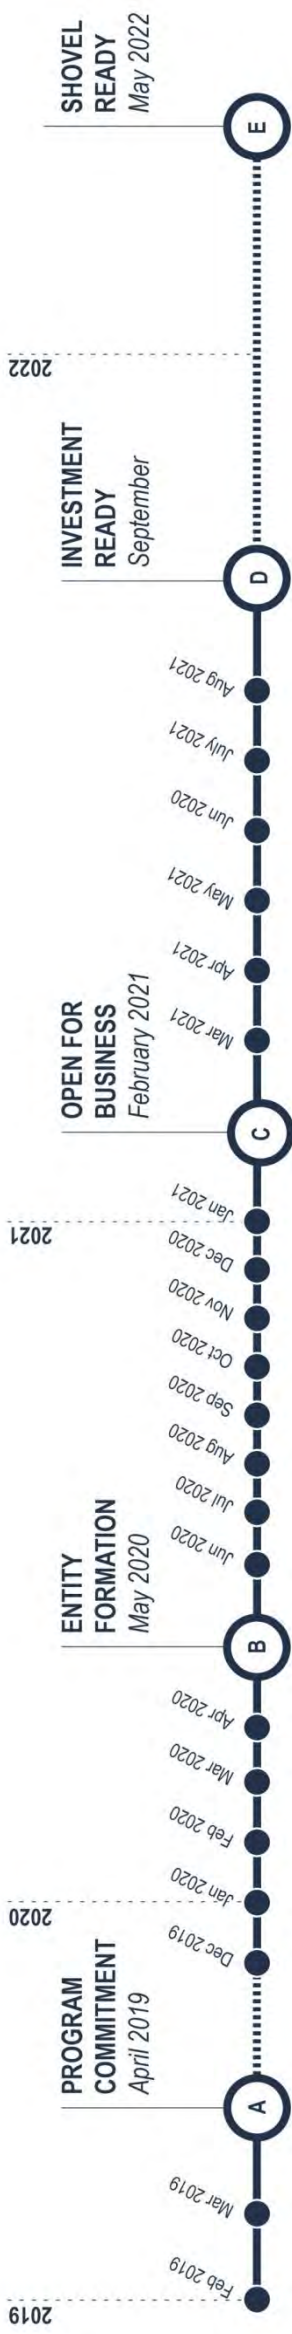 2019
Feb 2019
Mar 2019
PROGRAM
COMMITMENT
April 2019
A
Dec 2019
2020
Jan 2020
Feb 2020
Mar 2020
Apr 2020
ENTITY
FORMATION
May 2020
B
Jun 2020
Jul 2020
Aug 2020
Sep 2020
Oct 2020
Nov 2020
Dec 2020
2021
Jan 2021
OPEN FOR
BUSINESS
February 2021
C
Mar 2021
Apr 2021
May 2021
Jun 2020
July 2021
Aug 2021
INVESTMENT
READY
September
D
2022
SHOVEL
READY
May 2022
E